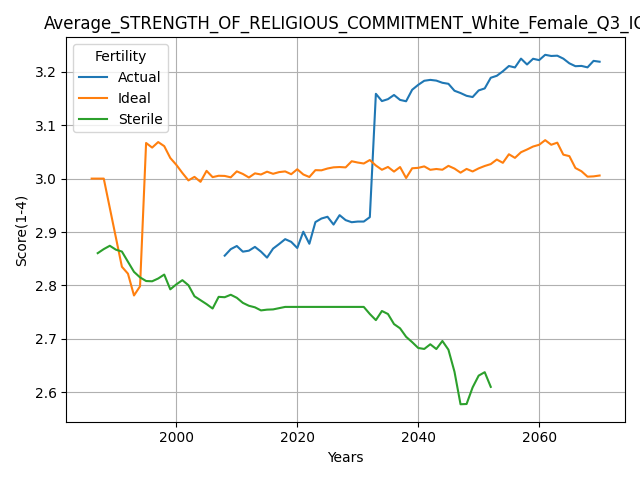 Average_STRENGTH_OF_RELIGIOUS_COMMITMENT_White_Female_Q3_IC
Fertility
Actual
Ideal
Sterile
Score(1-4)
3.2
3.1
3.0
2.9
2.8
2.7
2.6
2000 2020 2040 2060
Years